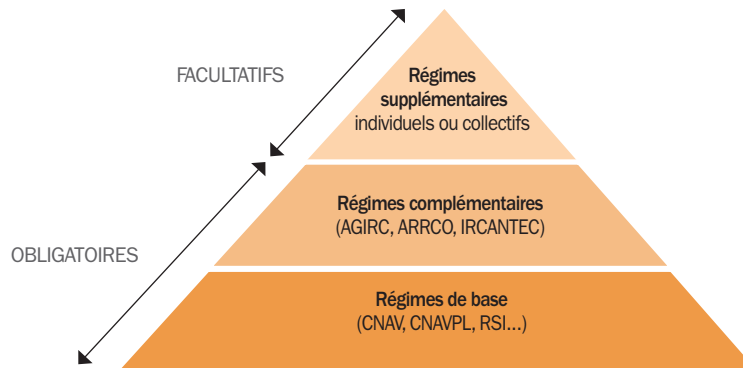 FACULTATIFS
Régimes
supplémentaires
individuels ou collectifs
Régimes complémentaires
(AGIRC, ARRCO, IRCANTEC)
OBLIGATOIRES
Régimes de base
(CNAV, CNAVPL, RSI...)